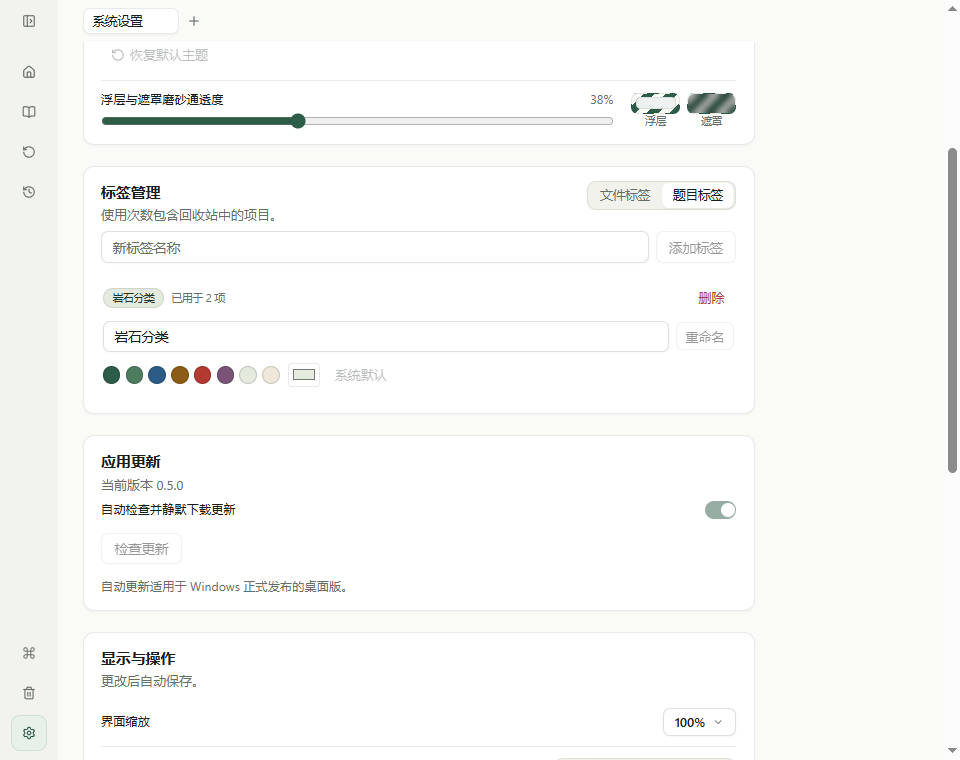 系统设置
恢复默认主题
浮层与遮罩磨砂通透度 38%
浮层 遮罩
标签管理 文件标签 题目标签
使用次数包含回收站中的项目。
新标签名称 添加标签
岩石分类 已用于 2 项 删除
岩石分类 重命名
系统默认
应用更新
当前版本 0.5.0
自动检查并静默下载更新
检查更新
自动更新适用于 Windows 正式发布的桌面版。
显示与操作
更改后自动保存。
界面缩放 100%